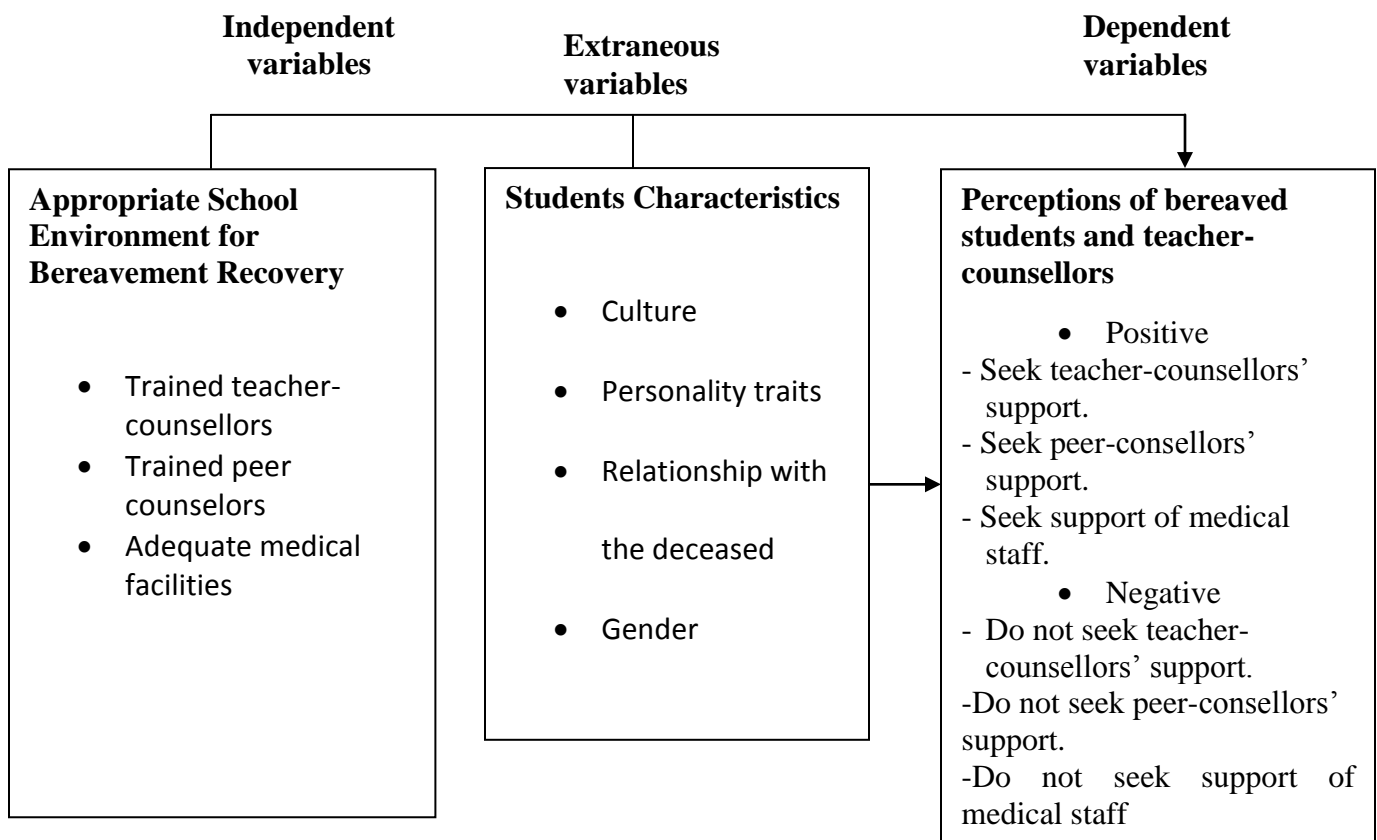 Independent
variables
Extraneous
variables
Dependent
variables
Appropriate School
Environment for
Bereavement Recovery
• Trained teacher-
counsellors
• Trained peer
counselors
• Adequate medical
facilities
Students Characteristics
• Culture
• Personality traits
• Relationship with
the deceased
• Gender
Perceptions of bereaved
students and teacher-
counsellors
• Positive
- Seek teacher-counsellors’
support.
- Seek peer-consellors’
support.
- Seek support of medical
staff.
• Negative
- Do not seek teacher-
counsellors’ support.
-Do not seek peer-consellors’
support.
-Do not seek support of
medical staff